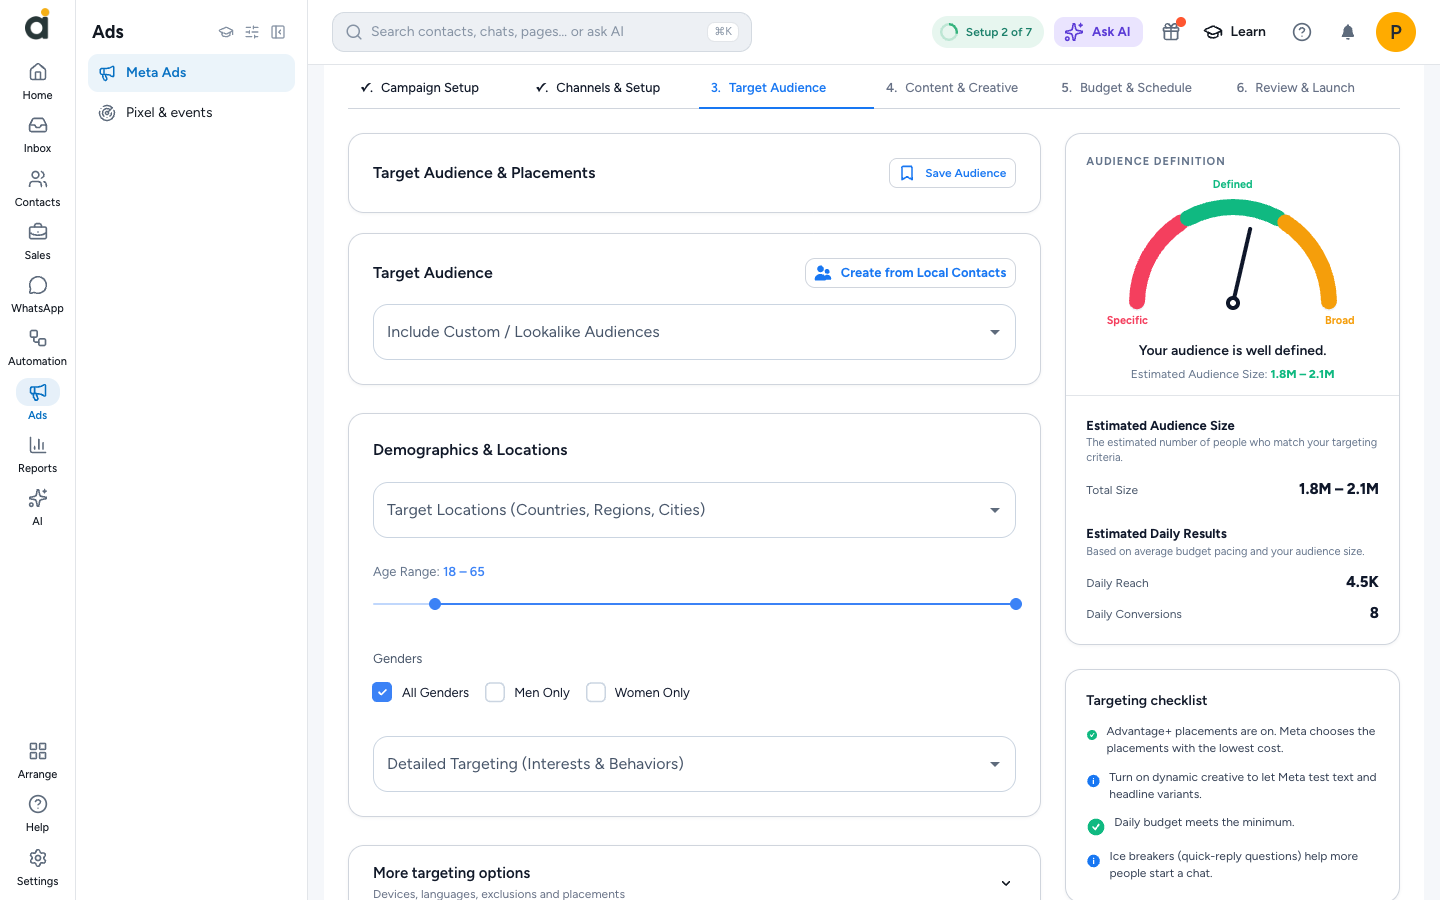 Ads
Search contacts, chats, pages... or ask AI
⌘K
Setup 2 of 7
Ask AI
Learn
P
Home
Inbox
Contacts
Sales
WhatsApp
Automation
Ads
Reports
AI
Arrange
Help
Settings
Meta Ads
Pixel & events
✓. Campaign Setup
✓. Channels & Setup
3. Target Audience
4. Content & Creative
5. Budget & Schedule
6. Review & Launch
Target Audience & Placements
Save Audience
Target Audience
Create from Local Contacts
Include Custom / Lookalike Audiences
Demographics & Locations
Target Locations (Countries, Regions, Cities)
Age Range: 18 – 65
Genders
All Genders
Men Only
Women Only
Detailed Targeting (Interests & Behaviors)
More targeting options
Devices, languages, exclusions and placements
AUDIENCE DEFINITION
Defined
Specific
Broad
Your audience is well defined.
Estimated Audience Size: 1.8M – 2.1M
Estimated Audience Size
The estimated number of people who match your targeting
criteria.
Total Size
1.8M – 2.1M
Estimated Daily Results
Based on average budget pacing and your audience size.
Daily Reach
4.5K
Daily Conversions
8
Targeting checklist
Advantage+ placements are on. Meta chooses the
placements with the lowest cost.
Turn on dynamic creative to let Meta test text and
headline variants.
Daily budget meets the minimum.
Ice breakers (quick-reply questions) help more
people start a chat.